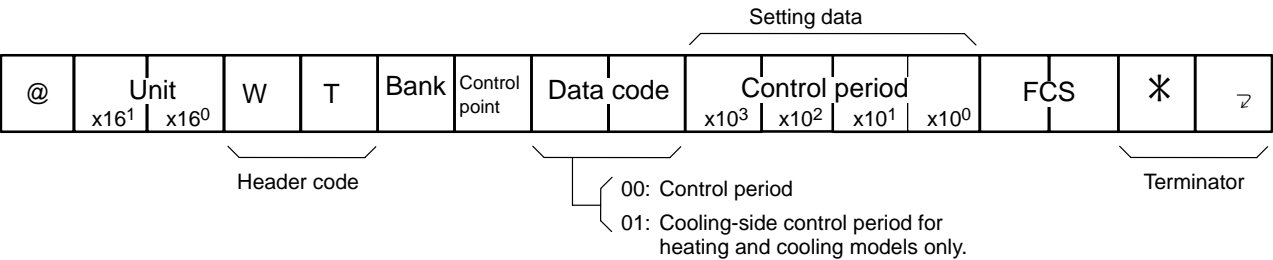 Setting data
@ Unit W T Bank Control point Data code Control period FCS * ↵
x16¹ x16⁰ x10³ x10² x10¹ x10⁰
Header code
Terminator
00: Control period
01: Cooling-side control period for
heating and cooling models only.